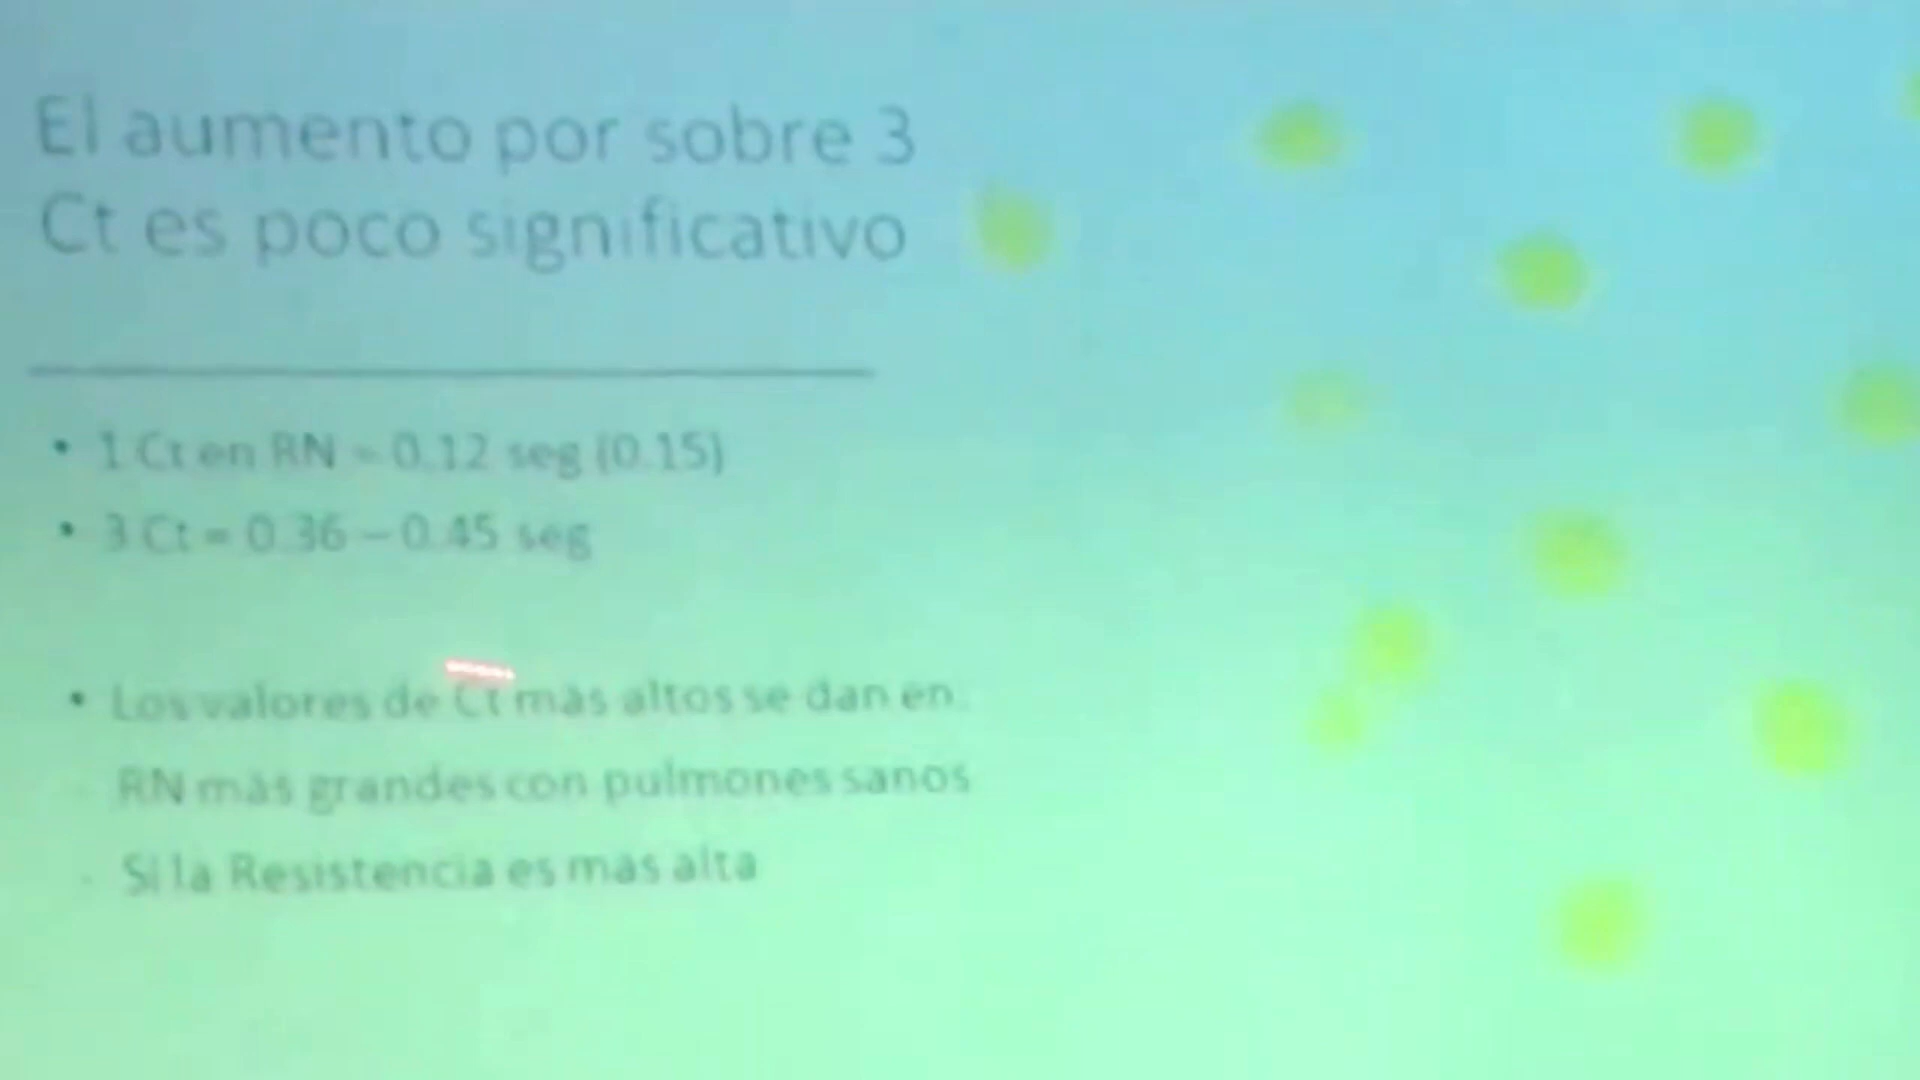 El aumento por sobre 3
Ct es poco significativo
• 1 Ct en RN = 0.12 seg (0.15)
• 3 Ct = 0.36 – 0.45 seg
• Los valores de Ct más altos se dan en:
- RN más grandes con pulmones sanos
- Si la Resistencia es más alta